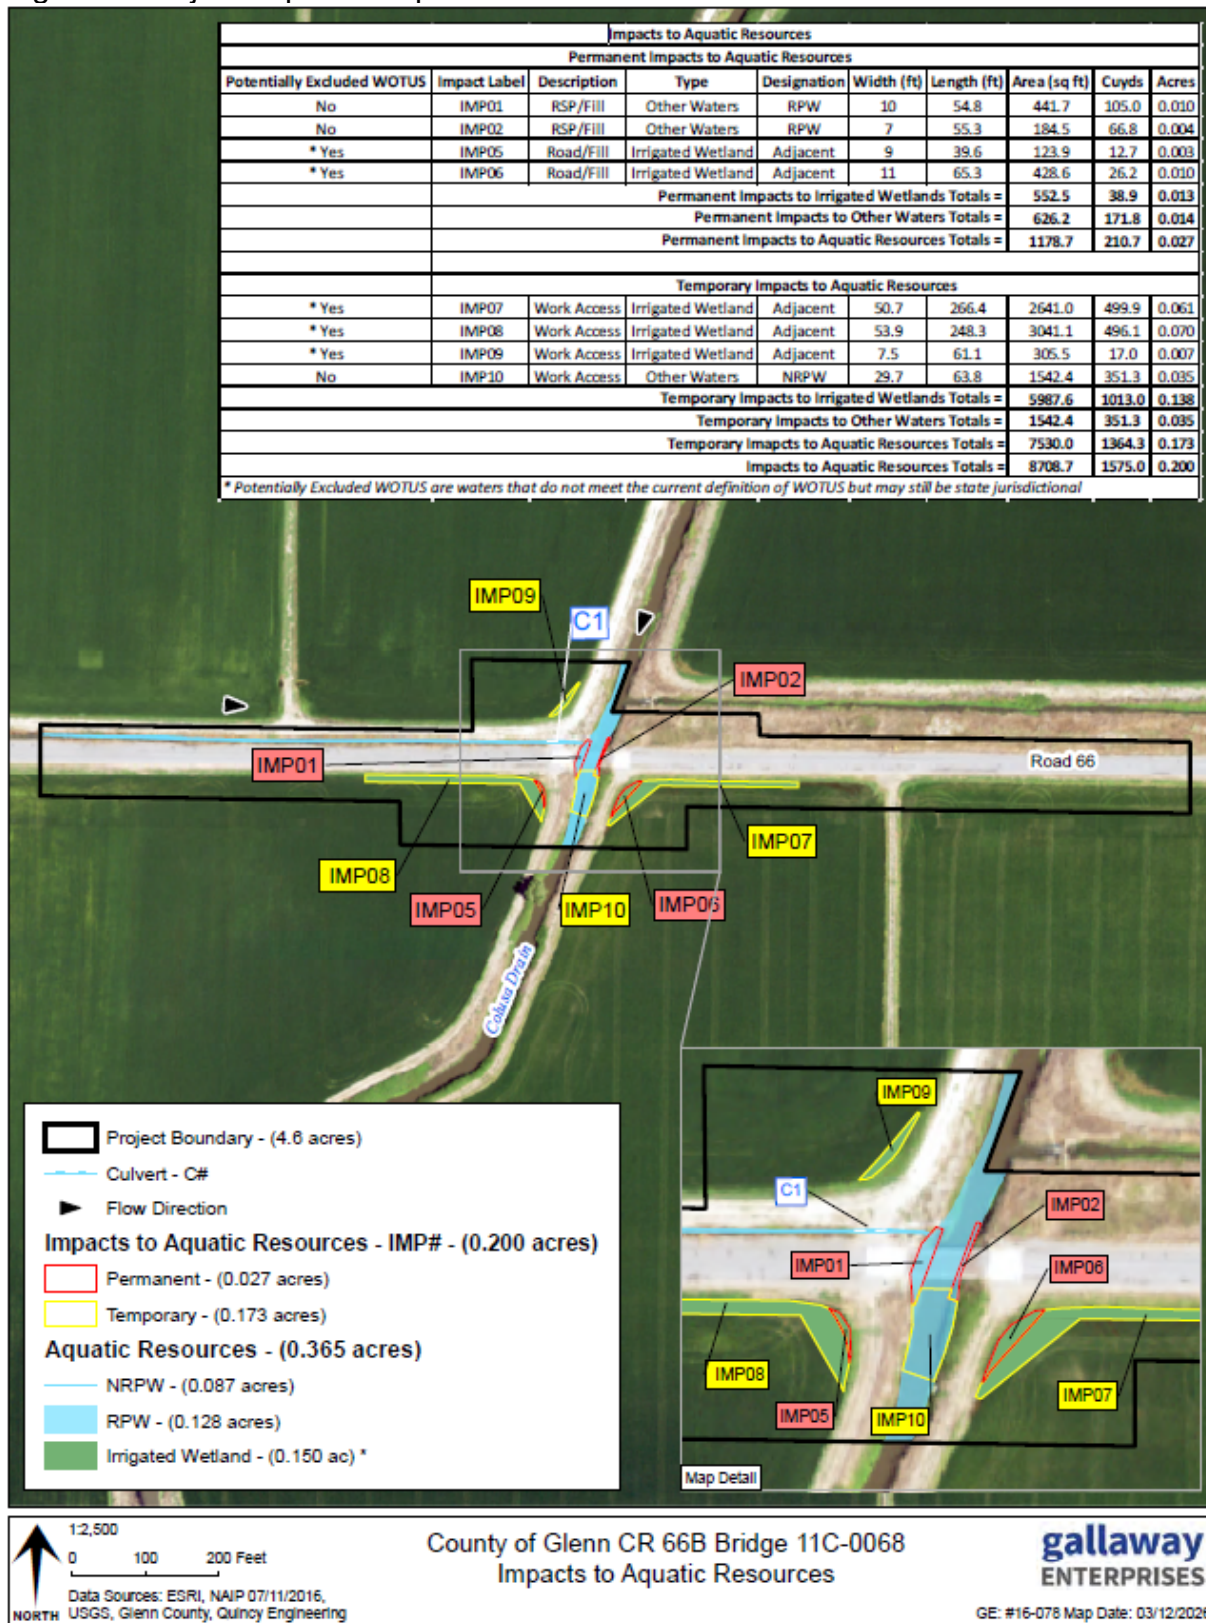 Impacts to Aquatic Resources
Permanent Impacts to Aquatic Resources
Potentially Excluded WOTUS Impact Label Description Type Designation Width (ft) Length (ft) Area (sq ft) Cuyds Acres
No IMP01 RSP/Fill Other Waters RPW 10 54.8 441.7 105.0 0.010
No IMP02 RSP/Fill Other Waters RPW 7 55.3 184.5 66.8 0.004
* Yes IMP05 Road/Fill Irrigated Wetland Adjacent 9 39.6 123.9 12.7 0.003
* Yes IMP06 Road/Fill Irrigated Wetland Adjacent 11 65.3 428.6 26.2 0.010
Permanent Impacts to Irrigated Wetlands Totals = 552.5 38.9 0.013
Permanent Impacts to Other Waters Totals = 626.2 171.8 0.014
Permanent Impacts to Aquatic Resources Totals = 1178.7 210.7 0.027
Temporary Impacts to Aquatic Resources
* Yes IMP07 Work Access Irrigated Wetland Adjacent 50.7 266.4 2641.0 499.9 0.061
* Yes IMP08 Work Access Irrigated Wetland Adjacent 53.9 248.3 3041.1 496.1 0.070
* Yes IMP09 Work Access Irrigated Wetland Adjacent 7.5 61.1 305.5 17.0 0.007
No IMP10 Work Access Other Waters NRPW 29.7 63.8 1542.4 351.3 0.035
Temporary Impacts to Irrigated Wetlands Totals = 5987.6 1013.0 0.138
Temporary Impacts to Other Waters Totals = 1542.4 351.3 0.035
Temporary Imapcts to Aquatic Resources Totals = 7530.0 1364.3 0.173
Impacts to Aquatic Resources Totals = 8708.7 1575.0 0.200
* Potentially Excluded WOTUS are waters that do not meet the current definition of WOTUS but may still be state jurisdictional
IMP09
C1
IMP02
IMP01
Road 66
IMP07
IMP08
IMP05
IMP10
IMP06
Colusa Drain
IMP09
C1
IMP02
IMP01
IMP06
IMP08
IMP07
IMP05
IMP10
Map Detail
Project Boundary - (4.6 acres)
Culvert - C#
Flow Direction
Impacts to Aquatic Resources - IMP# - (0.200 acres)
Permanent - (0.027 acres)
Temporary - (0.173 acres)
Aquatic Resources - (0.365 acres)
NRPW - (0.087 acres)
RPW - (0.128 acres)
Irrigated Wetland - (0.150 ac) *
1:2,500
0 100 200 Feet
Data Sources: ESRI, NAIP 07/11/2016,
USGS, Glenn County, Quincy Engineering
NORTH
County of Glenn CR 66B Bridge 11C-0068
Impacts to Aquatic Resources
gallaway
ENTERPRISES
GE: #16-078 Map Date: 03/12/2026